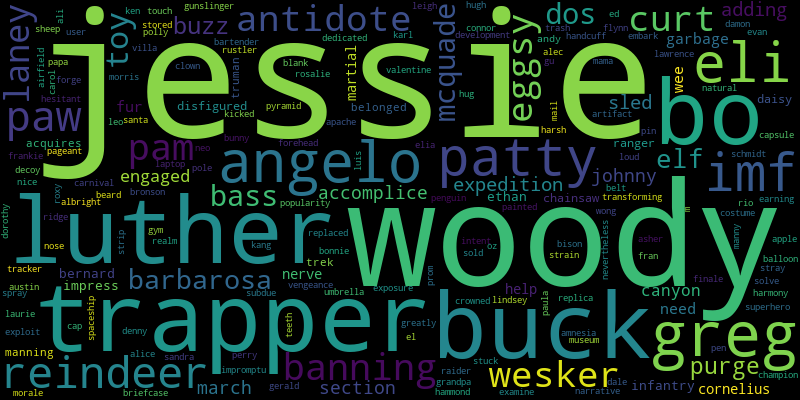 gunslinger
ali
ken touch
leigh
hugh
adding
sheep
user
polly
stored
buzz
antidote
dos
ed
curt
damon
planey
papa
toy
bartender
dedicated
karl
eggsy
connor
development
trash
flynn
handcuff
embark
evan
jessie
villa
rustler
clown
blank
rosalie
valentine
mcquade
andy
alec
gu
mama
garbage
lawrence
eli
airfield
carol
forge
morris
truman
martial
hug
wee
natural
paw
hesitant
fur
disfigured
pyramid
belonged
mail
sled
artifact
bo
daisy
leo
santa
kicked
apache
harsh
pin
capsule
acquires
neo
ranger
loud
frankie
pageant
pam
bunny
forehead
luis
elia
patty
elf
schmidt
imf
decoy
laptop
pole
angelo
nice
roxy
carnival
engaged
expedition
johnny
belt
albright
beard
bronson
bass
accomplice
ethan
chainsaw
transforming
rio
earning
dorothy
luther
popularity
penguin
painted
wong
costume
ridge
strip
gym
realm
kang
replaced
woody
intent
oz
bison
asher
manny
apple
nose
bonnie
trek
sold
strain
nevertheless
fran
balloon
tracker
bernard
nerve
prom
help
finale
stray
austin
impress
barbarosa
vengeance
exposure
canyon
solve
spray
trapper
subdue
umbrella
crowned
lindsey
replica
need
harmony
laurie
cap
spaceship
buck
paula
amnesia
superhero
exploit
denny
teeth
greatly
museum
greg
pen
manning
alice
sandra
perry
el
banning
stuck
purge
champion
reindeer
impromptu
raider
wesker
dale
morale
briefcase
march
gerald
section
grandpa
hammond
examine
narrative
infantry
cornelius